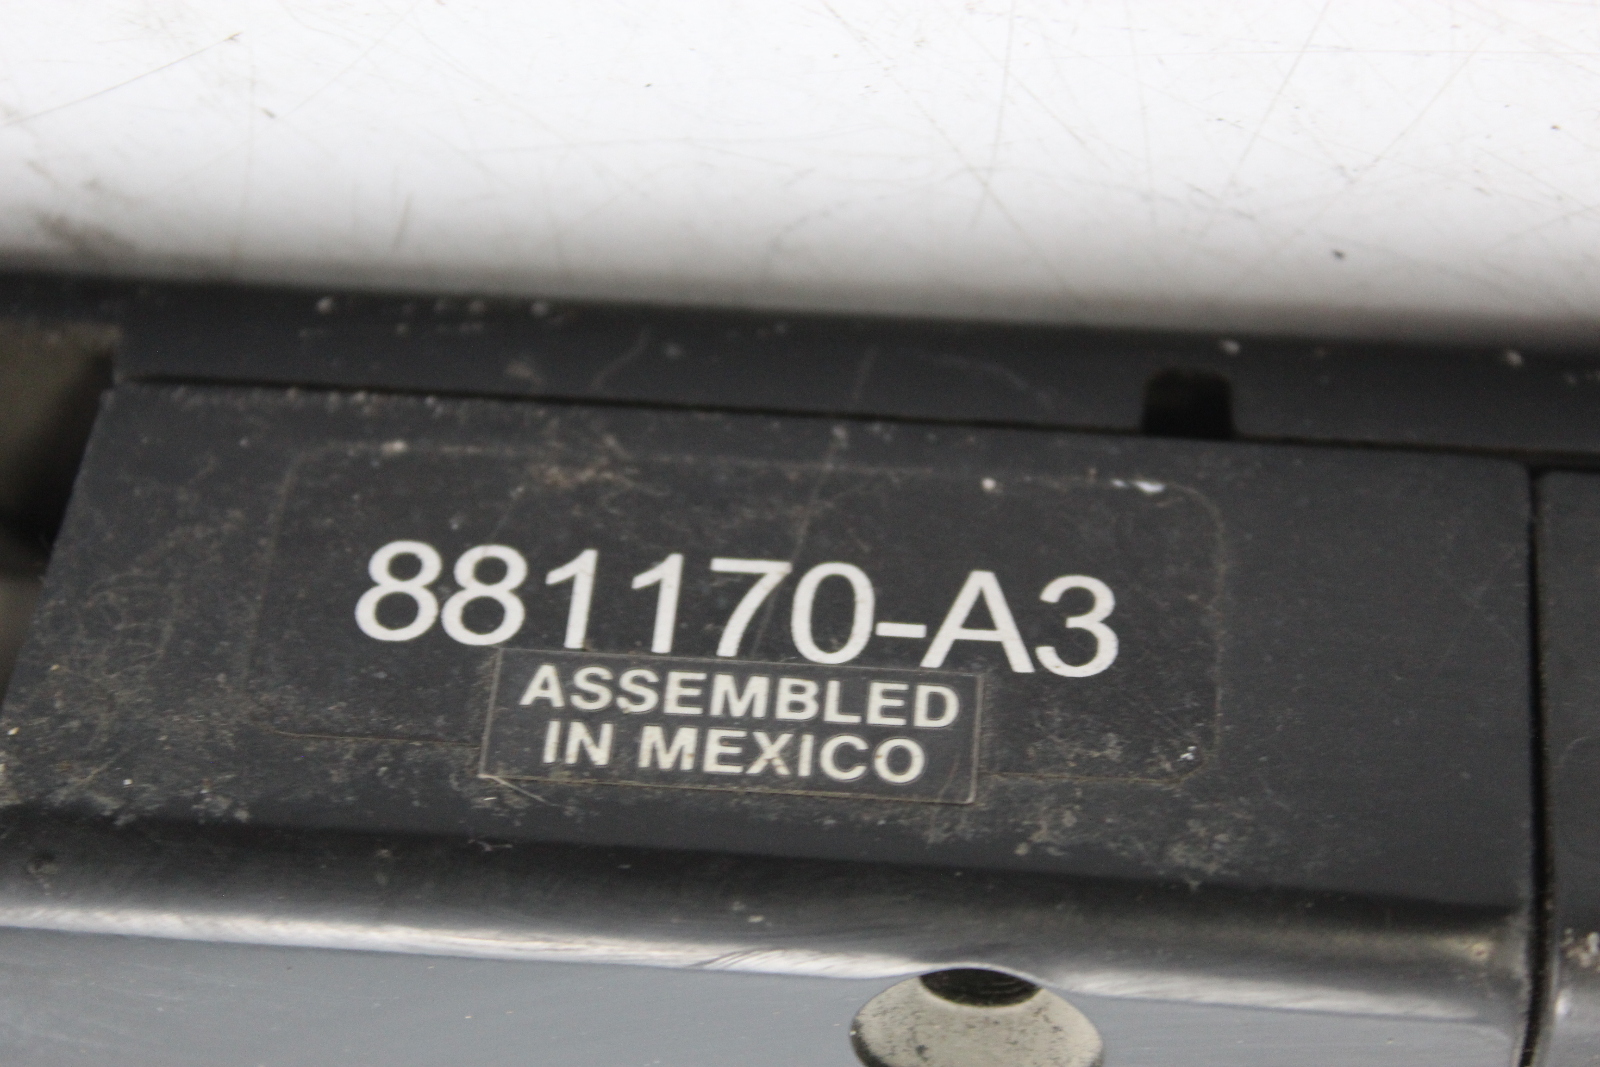 881170-A3
ASSEMBLED
IN MEXICO